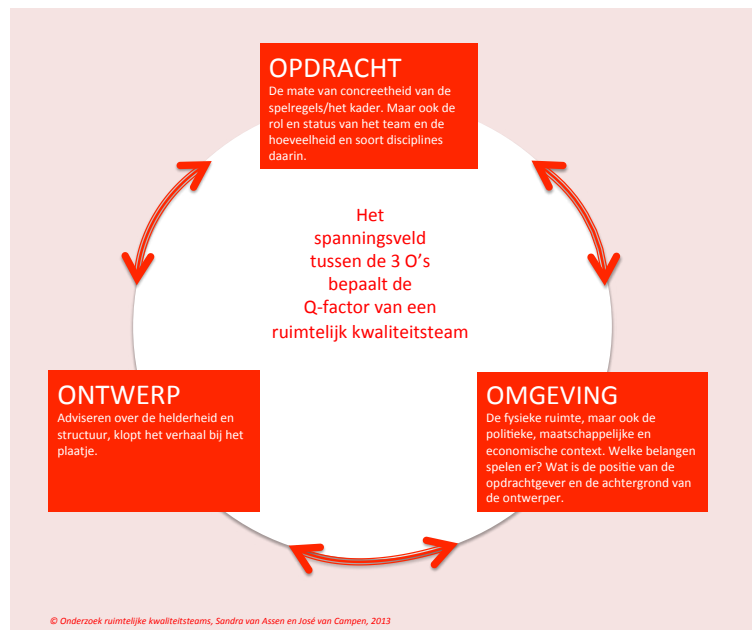 OPDRACHT
De mate van concreetheid van de
spelregels/het kader. Maar ook de
rol en status van het team en de
hoeveelheid en soort disciplines
daarin.
Het
spanningsveld
tussen de 3 O’s
bepaalt de
Q-factor van een
ruimtelijk kwaliteitsteam
ONTWERP
Adviseren over de helderheid en
structuur, klopt het verhaal bij het
plaatje.
OMGEVING
De fysieke ruimte, maar ook de
politieke, maatschappelijke en
economische context. Welke belangen
spelen er? Wat is de positie van de
opdrachtgever en de achtergrond van
de ontwerper.
© Onderzoek ruimtelijke kwaliteitsteams, Sandra van Assen en José van Campen, 2013